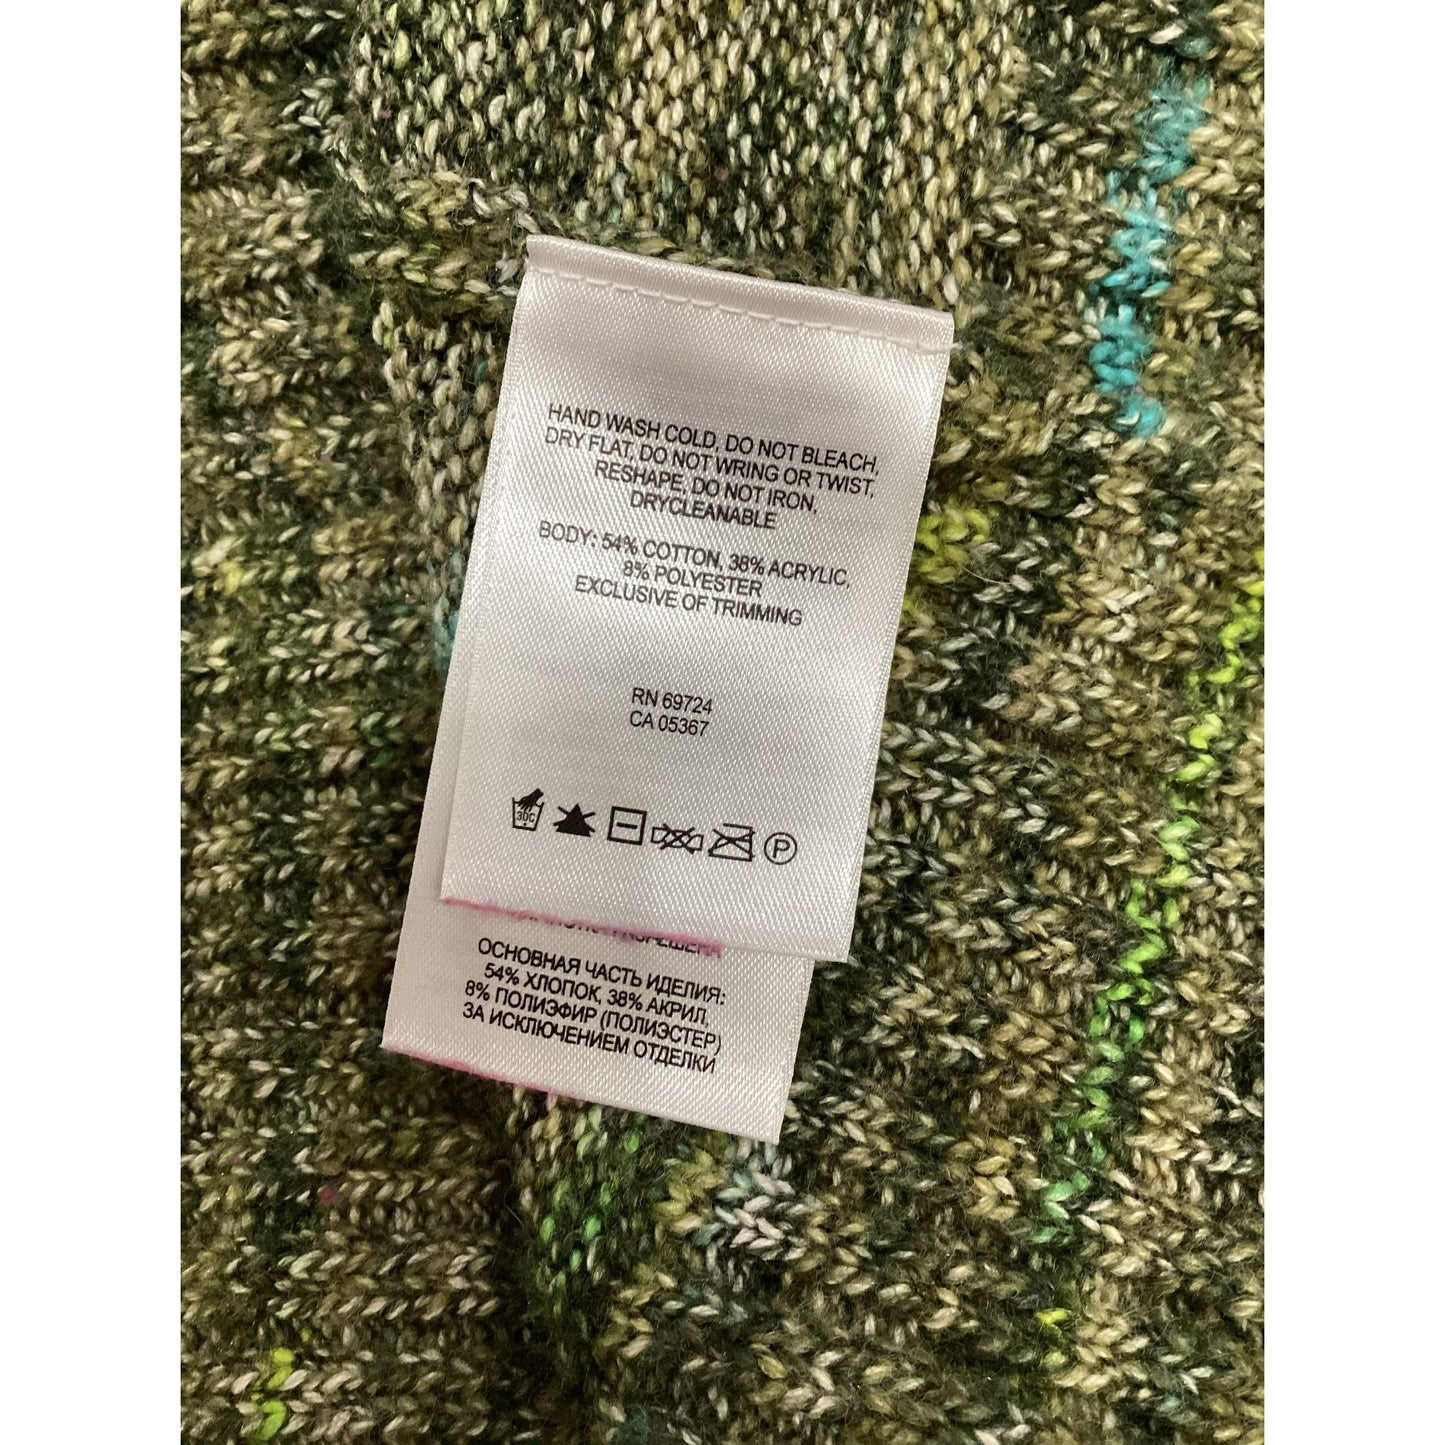 HAND WASH COLD, DO NOT BLEACH,
DRY FLAT, DO NOT WRING OR TWIST,
RESHAPE, DO NOT IRON,
DRYCLEANABLE
BODY: 54% COTTON, 38% ACRYLIC,
8% POLYESTER
EXCLUSIVE OF TRIMMING
RN 69724
CA 05367
30C
P
ОСНОВНАЯ ЧАСТЬ ИДЕЛИЯ:
54% ХЛОПОК, 38% АКРИЛ,
8% ПОЛИЭФИР (ПОЛИЭСТЕР)
ЗА ИСКЛЮЧЕНИЕМ ОТДЕЛКИ